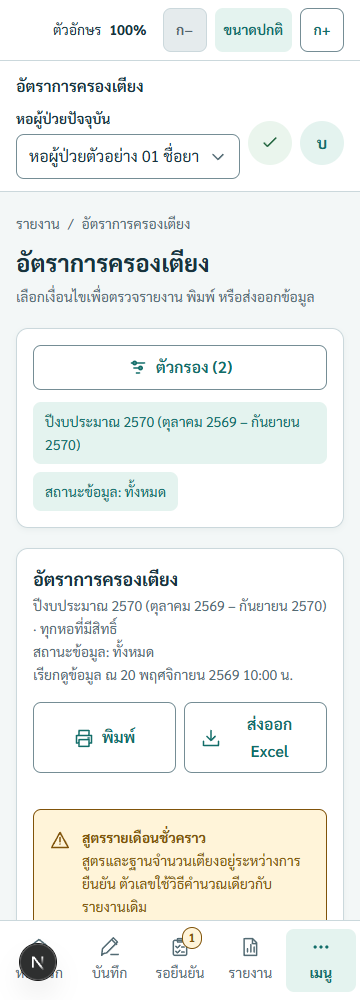 ตัวอักษร 100% ก− ขนาดปกติ ก+
อัตราการครองเตียง
หอผู้ป่วยปัจจุบัน
หอผู้ป่วยตัวอย่าง 01 ชื่อยา
บ
รายงาน / อัตราการครองเตียง
อัตราการครองเตียง
เลือกเงื่อนไขเพื่อตรวจรายงาน พิมพ์ หรือส่งออกข้อมูล
ตัวกรอง (2)
ปีงบประมาณ 2570 (ตุลาคม 2569 – กันยายน
2570)
สถานะข้อมูล: ทั้งหมด
อัตราการครองเตียง
ปีงบประมาณ 2570 (ตุลาคม 2569 – กันยายน 2570)
· ทุกหอที่มีสิทธิ์
สถานะข้อมูล: ทั้งหมด
เรียกดูข้อมูล ณ 20 พฤศจิกายน 2569 10:00 น.
พิมพ์
ส่งออก
Excel
สูตรรายเดือนชั่วคราว
สูตรและฐานจำนวนเตียงอยู่ระหว่างการ
ยืนยัน ตัวเลขใช้วิธีคำนวณเดียวกับ
รายงานเดิม
1
N บันทึก รอยืนยัน รายงาน เมนู